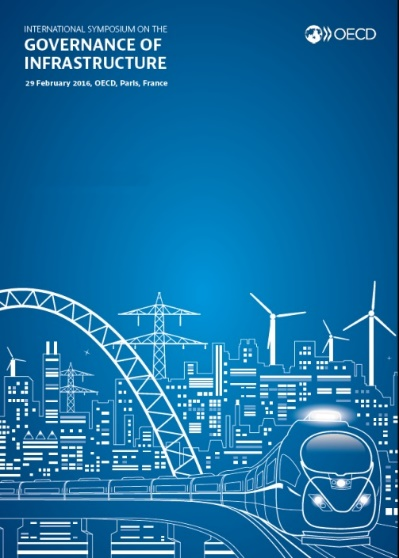 INTERNATIONAL SYMPOSIUM ON THE
GOVERNANCE OF
INFRASTRUCTURE
29 February 2016, OECD, Paris, France
OECD